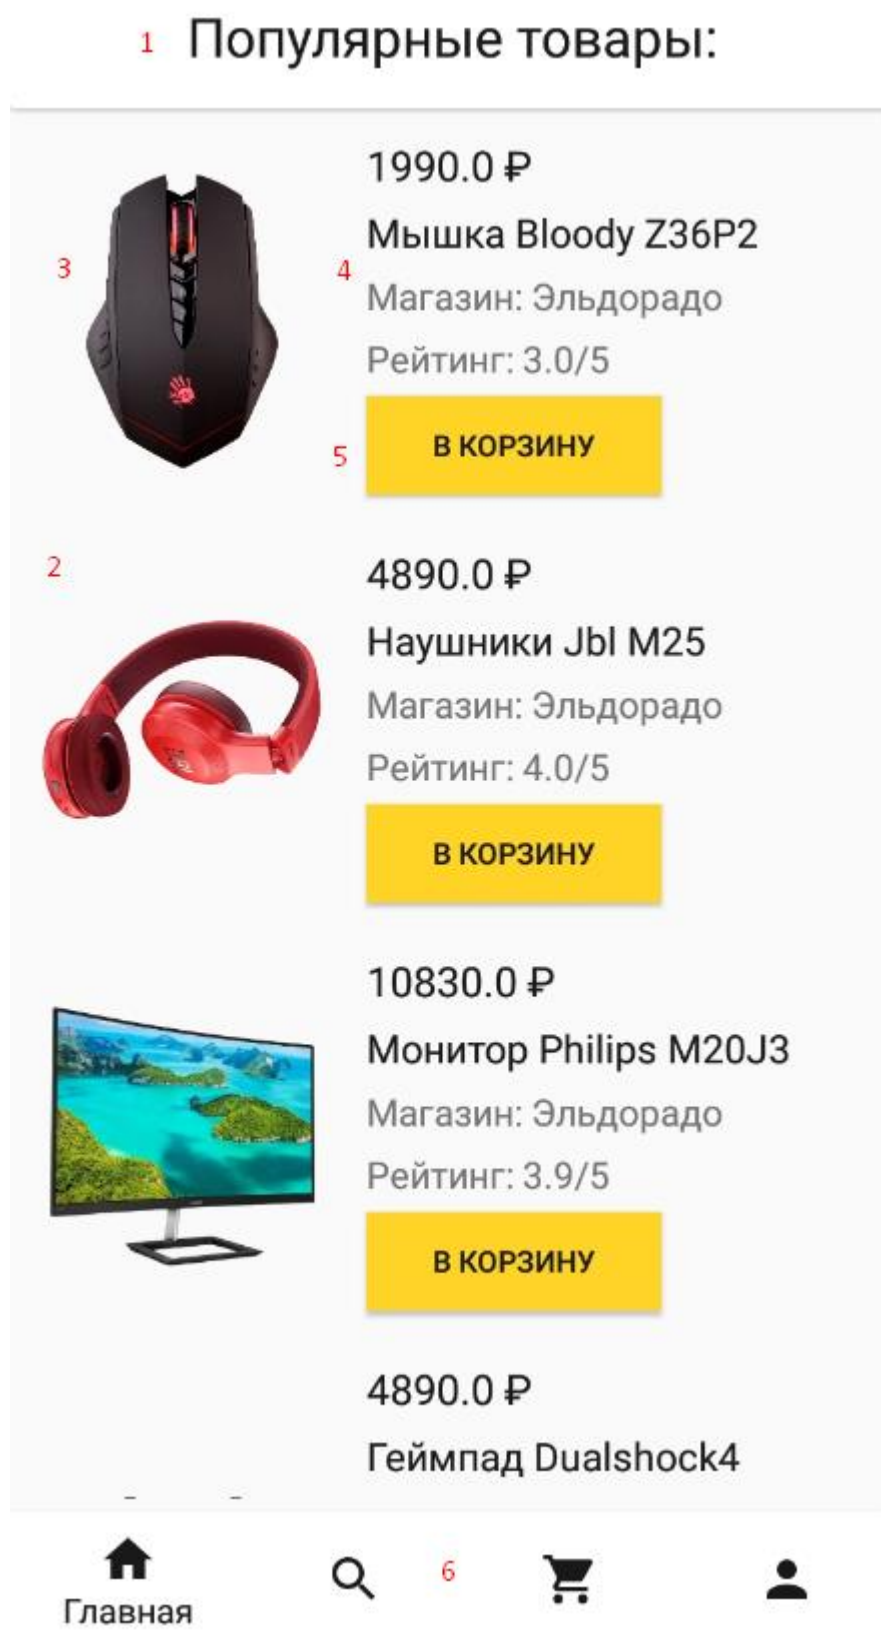 1 Популярные товары:
1990.0 ₽
Мышка Bloody Z36P2
3
4
Магазин: Эльдорадо
Рейтинг: 3.0/5
5 В КОРЗИНУ
2
4890.0 ₽
Наушники Jbl M25
Магазин: Эльдорадо
Рейтинг: 4.0/5
В КОРЗИНУ
10830.0 ₽
Монитор Philips M20J3
Магазин: Эльдорадо
Рейтинг: 3.9/5
В КОРЗИНУ
4890.0 ₽
Геймпад Dualshock4
6
Главная